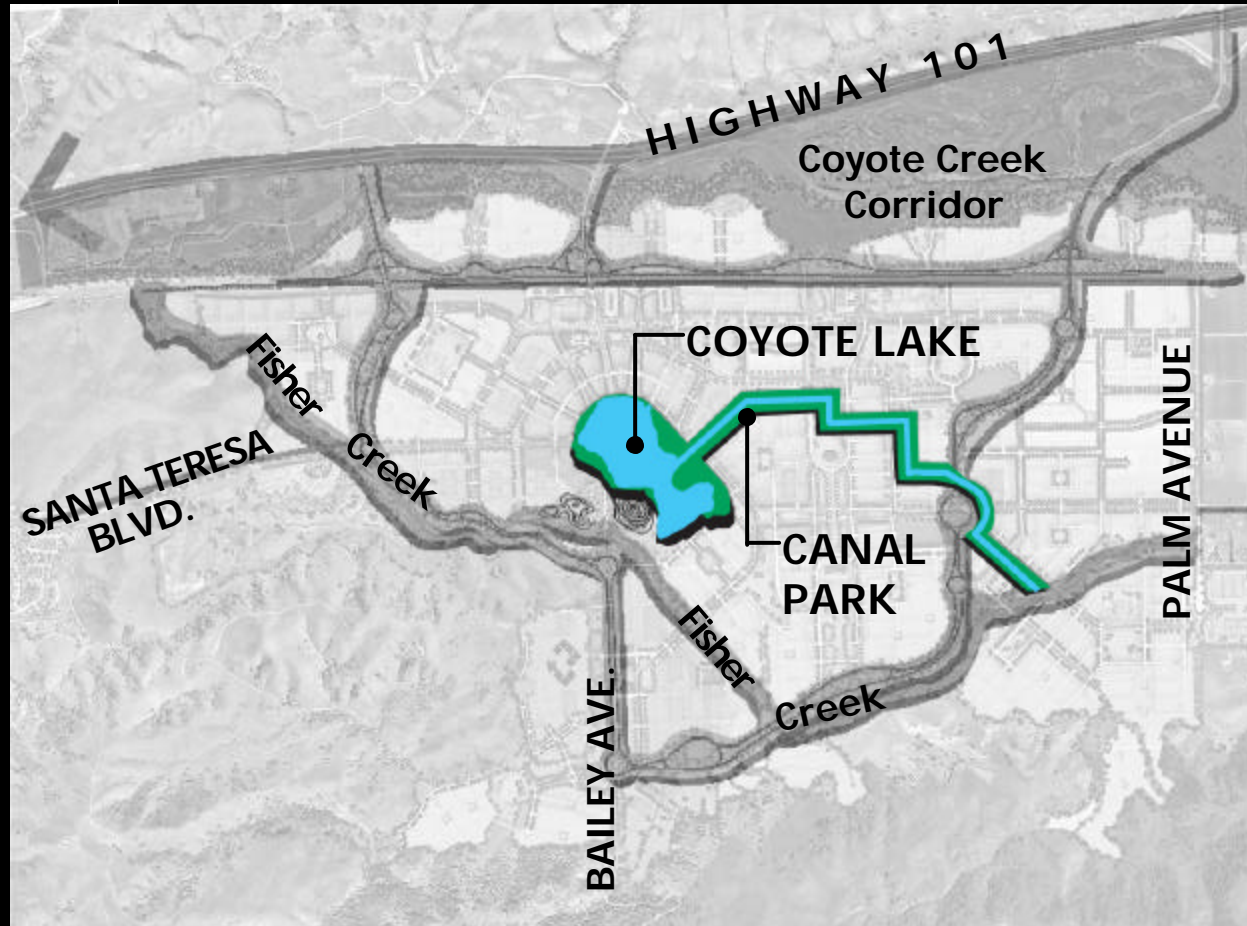 HIGHWAY 101
Coyote Creek
Corridor
COYOTE LAKE
Fisher
Creek
SANTA TERESA
BLVD.
PALM AVENUE
CANAL
PARK
Fisher
Creek
BAILEY AVE.